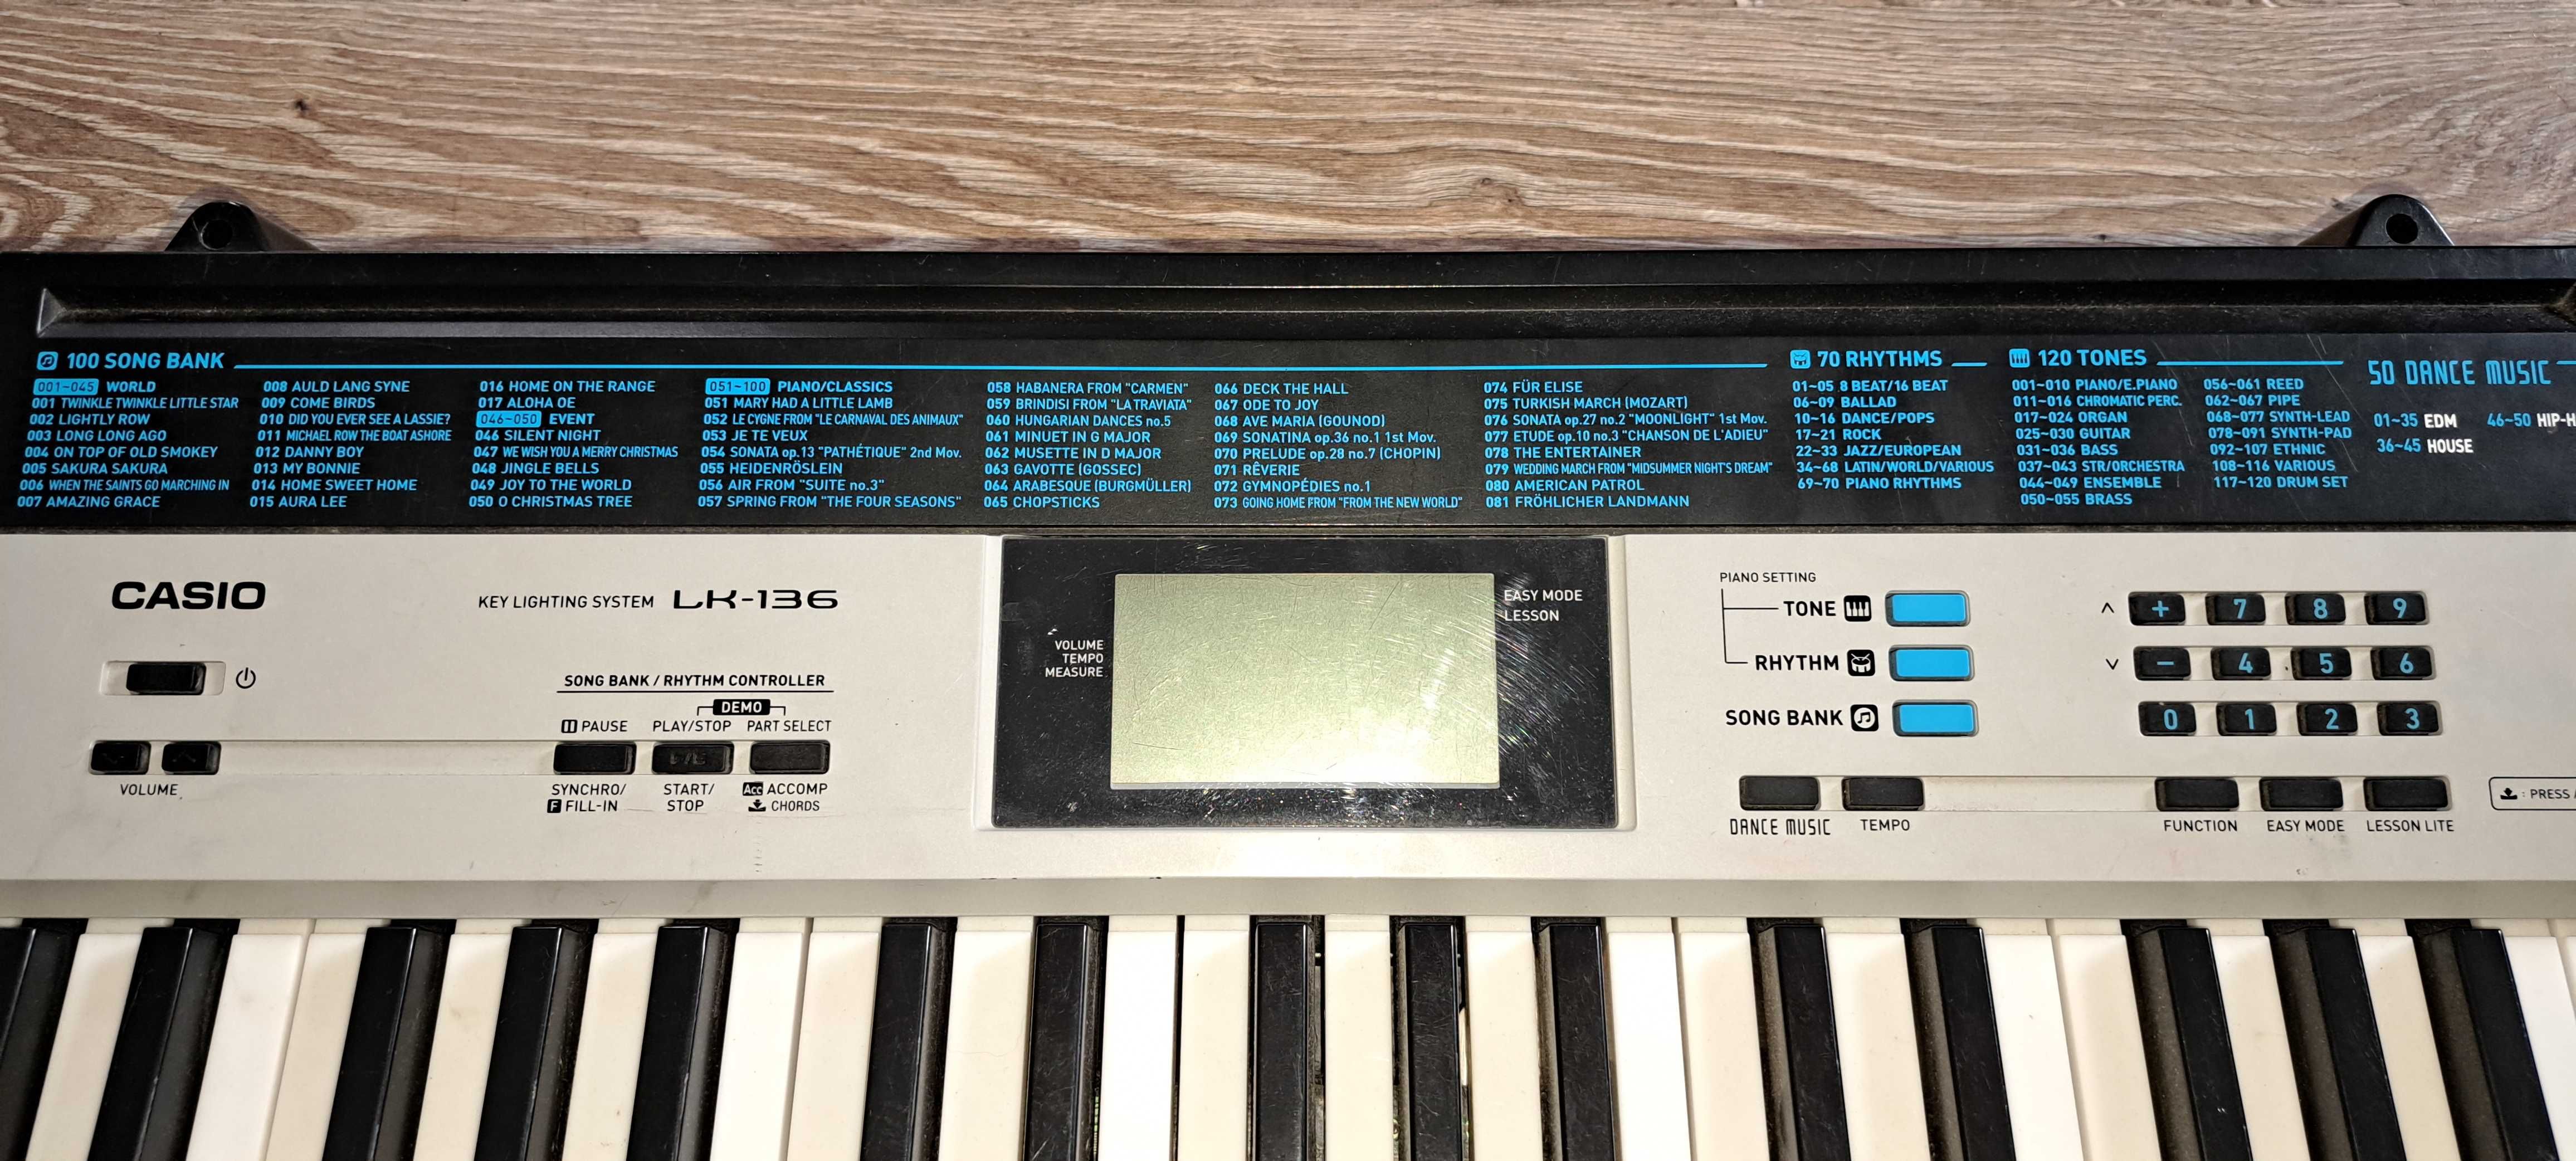 100 SONG BANK
001~045 WORLD
001 TWINKLE TWINKLE LITTLE STAR
002 LIGHTLY ROW
003 LONG LONG AGO
004 ON TOP OF OLD SMOKEY
005 SAKURA SAKURA
006 WHEN THE SAINTS GO MARCHING IN
007 AMAZING GRACE
008 AULD LANG SYNE
009 COME BIRDS
010 DID YOU EVER SEE A LASSIE?
011 MICHAEL ROW THE BOAT ASHORE
012 DANNY BOY
013 MY BONNIE
014 HOME SWEET HOME
015 AURA LEE
016 HOME ON THE RANGE
017 ALOHA OE
046~050 EVENT
046 SILENT NIGHT
047 WE WISH YOU A MERRY CHRISTMAS
048 JINGLE BELLS
049 JOY TO THE WORLD
050 O CHRISTMAS TREE
051~100 PIANO/CLASSICS
051 MARY HAD A LITTLE LAMB
052 LE CYGNE FROM "LE CARNAVAL DES ANIMAUX"
053 JE TE VEUX
054 SONATA op.13 "PATHÉTIQUE" 2nd Mov.
055 HEIDENRÖSLEIN
056 AIR FROM "SUITE no.3"
057 SPRING FROM "THE FOUR SEASONS"
058 HABANERA FROM "CARMEN"
059 BRINDISI FROM "LA TRAVIATA"
060 HUNGARIAN DANCES no.5
061 MINUET IN G MAJOR
062 MUSETTE IN D MAJOR
063 GAVOTTE (GOSSEC)
064 ARABESQUE (BURGMÜLLER)
065 CHOPSTICKS
066 DECK THE HALL
067 ODE TO JOY
068 AVE MARIA (GOUNOD)
069 SONATINA op.36 no.1 1st Mov.
070 PRELUDE op.28 no.7 (CHOPIN)
071 RÊVERIE
072 GYMNOPÉDIES no.1
073 GOING HOME FROM "FROM THE NEW WORLD"
074 FÜR ELISE
075 TURKISH MARCH (MOZART)
076 SONATA op.27 no.2 "MOONLIGHT" 1st Mov.
077 ETUDE op.10 no.3 "CHANSON DE L'ADIEU"
078 THE ENTERTAINER
079 WEDDING MARCH FROM "MIDSUMMER NIGHT'S DREAM"
080 AMERICAN PATROL
081 FRÖHLICHER LANDMANN
70 RHYTHMS
01~05 8 BEAT/16 BEAT
06~09 BALLAD
10~16 DANCE/POPS
17~21 ROCK
22~33 JAZZ/EUROPEAN
34~68 LATIN/WORLD/VARIOUS
69~70 PIANO RHYTHMS
120 TONES
001~010 PIANO/E.PIANO
011~016 CHROMATIC PERC.
017~024 ORGAN
025~030 GUITAR
031~036 BASS
037~043 STR/ORCHESTRA
044~049 ENSEMBLE
050~055 BRASS
056~061 REED
062~067 PIPE
068~077 SYNTH-LEAD
078~091 SYNTH-PAD
092~107 ETHNIC
108~116 VARIOUS
117~120 DRUM SET
50 DANCE MUSIC
01~35 EDM
36~45 HOUSE
46~50 HIP-H
CASIO
KEY LIGHTING SYSTEM LK-136
VOLUME
SONG BANK / RHYTHM CONTROLLER
DEMO
PAUSE PLAY/STOP PART SELECT
SYNCHRO/
F FILL-IN
START/
STOP
Acc ACCOMP
CHORDS
VOLUME
TEMPO
MEASURE
EASY MODE
LESSON
PIANO SETTING
TONE
RHYTHM
SONG BANK
+ 7 8 9
- 4 5 6
0 1 2 3
DANCE MUSIC TEMPO
FUNCTION EASY MODE LESSON LITE
: PRESS